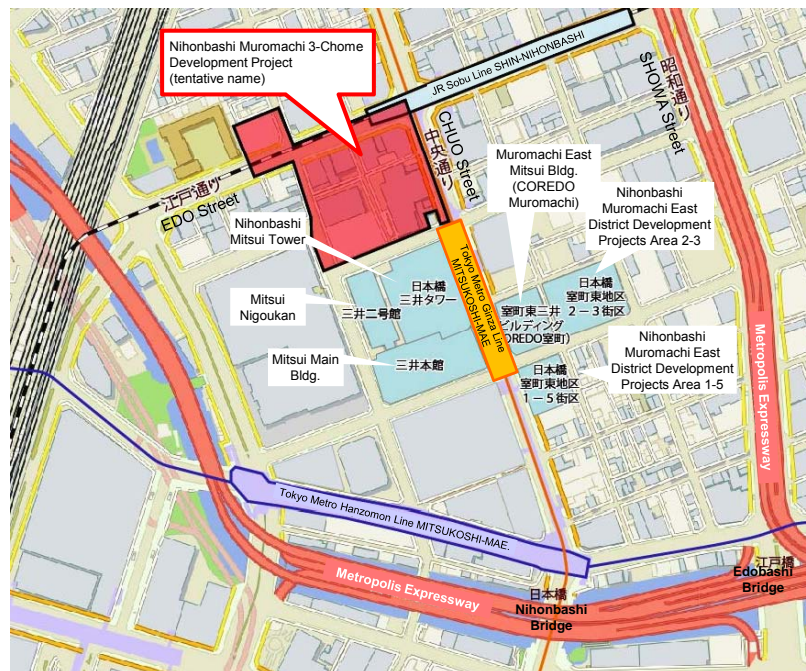 Nihonbashi Muromachi 3-Chome
Development Project
(tentative name)
JR Sobu Line SHIN-NIHONBASHI
昭和通り
SHOWA Street
中央通り
CHUO Street
江戸通り
EDO Street
Muromachi East
Mitsui Bldg.
(COREDO
Muromachi)
Nihonbashi
Muromachi East
District Development
Projects Area 2-3
Nihonbashi
Mitsui Tower
Tokyo Metro Ginza Line
MITSUKOSHI-MAE
日本橋
三井タワー
日本橋
室町東地区
2-3街区
Mitsui
Nigoukan
三井二号館
室町東三井
ビルディング
(COREDO室町)
Mitsui Main
Bldg.
三井本館
日本橋
室町東地区
1-5街区
Nihonbashi
Muromachi East
District Development
Projects Area 1-5
Metropolis Expressway
Tokyo Metro Hanzomon Line MITSUKOSHI-MAE.
Metropolis Expressway
日本橋
Nihonbashi
Bridge
江戸橋
Edobashi
Bridge